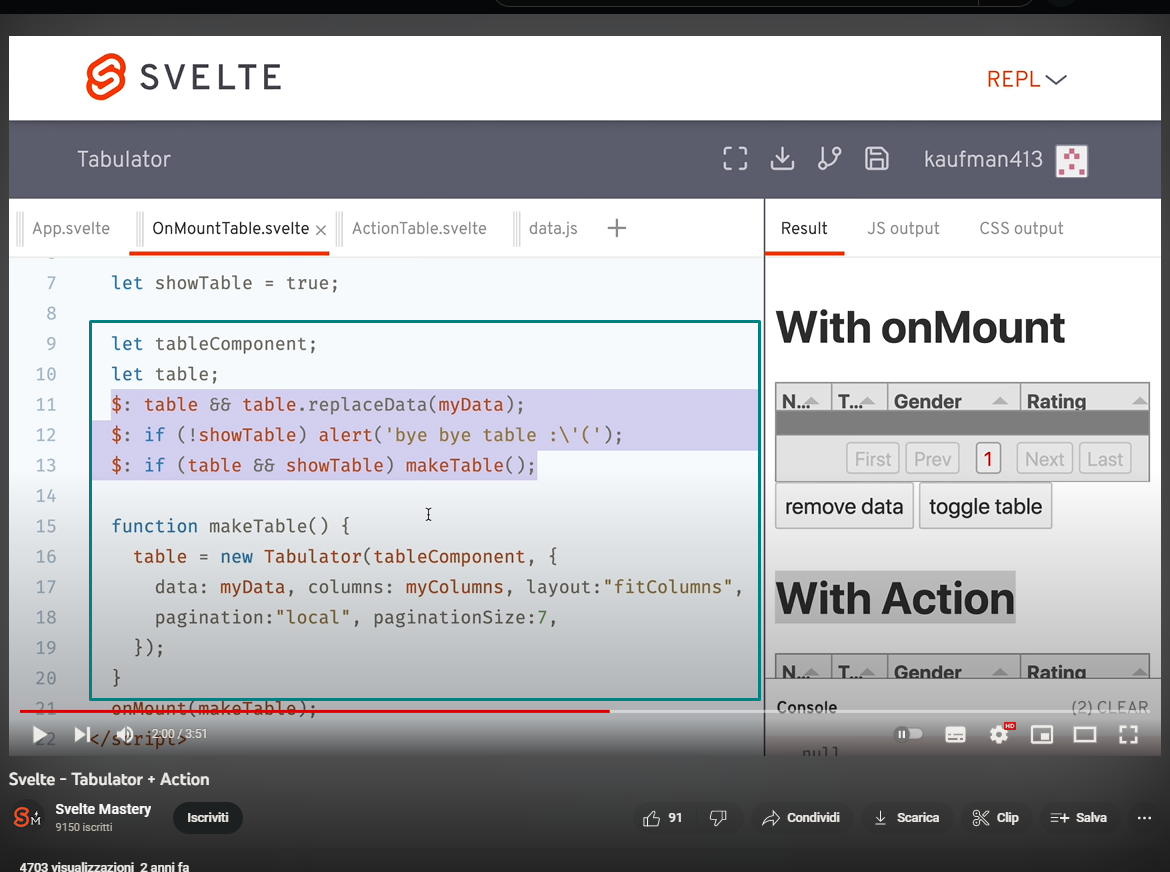 SVELTE
REPL
Tabulator
kaufman413
App.svelte OnMountTable.svelte × ActionTable.svelte data.js +
Result JS output CSS output
7 let showTable = true;
8
9 let tableComponent;
10 let table;
11 $: table && table.replaceData(myData);
12 $: if (!showTable) alert('bye bye table :\'(');
13 $: if (table && showTable) makeTable();
14
15 function makeTable() {
16 table = new Tabulator(tableComponent, {
17 data: myData, columns: myColumns, layout:"fitColumns",
18 pagination:"local", paginationSize:7,
19 });
20 }
21 onMount(makeTable);
22 </script>
With onMount
N... T... Gender Rating
First Prev 1 Next Last
remove data toggle table
With Action
N... T... Gender Rating
Console (2) CLEAR
null
2:00 / 3:51
HD
Svelte - Tabulator + Action
Svelte Mastery
9150 iscritti
Iscriviti
91 Condividi Scarica Clip Salva ...
4703 visualizzazioni 2 anni fa